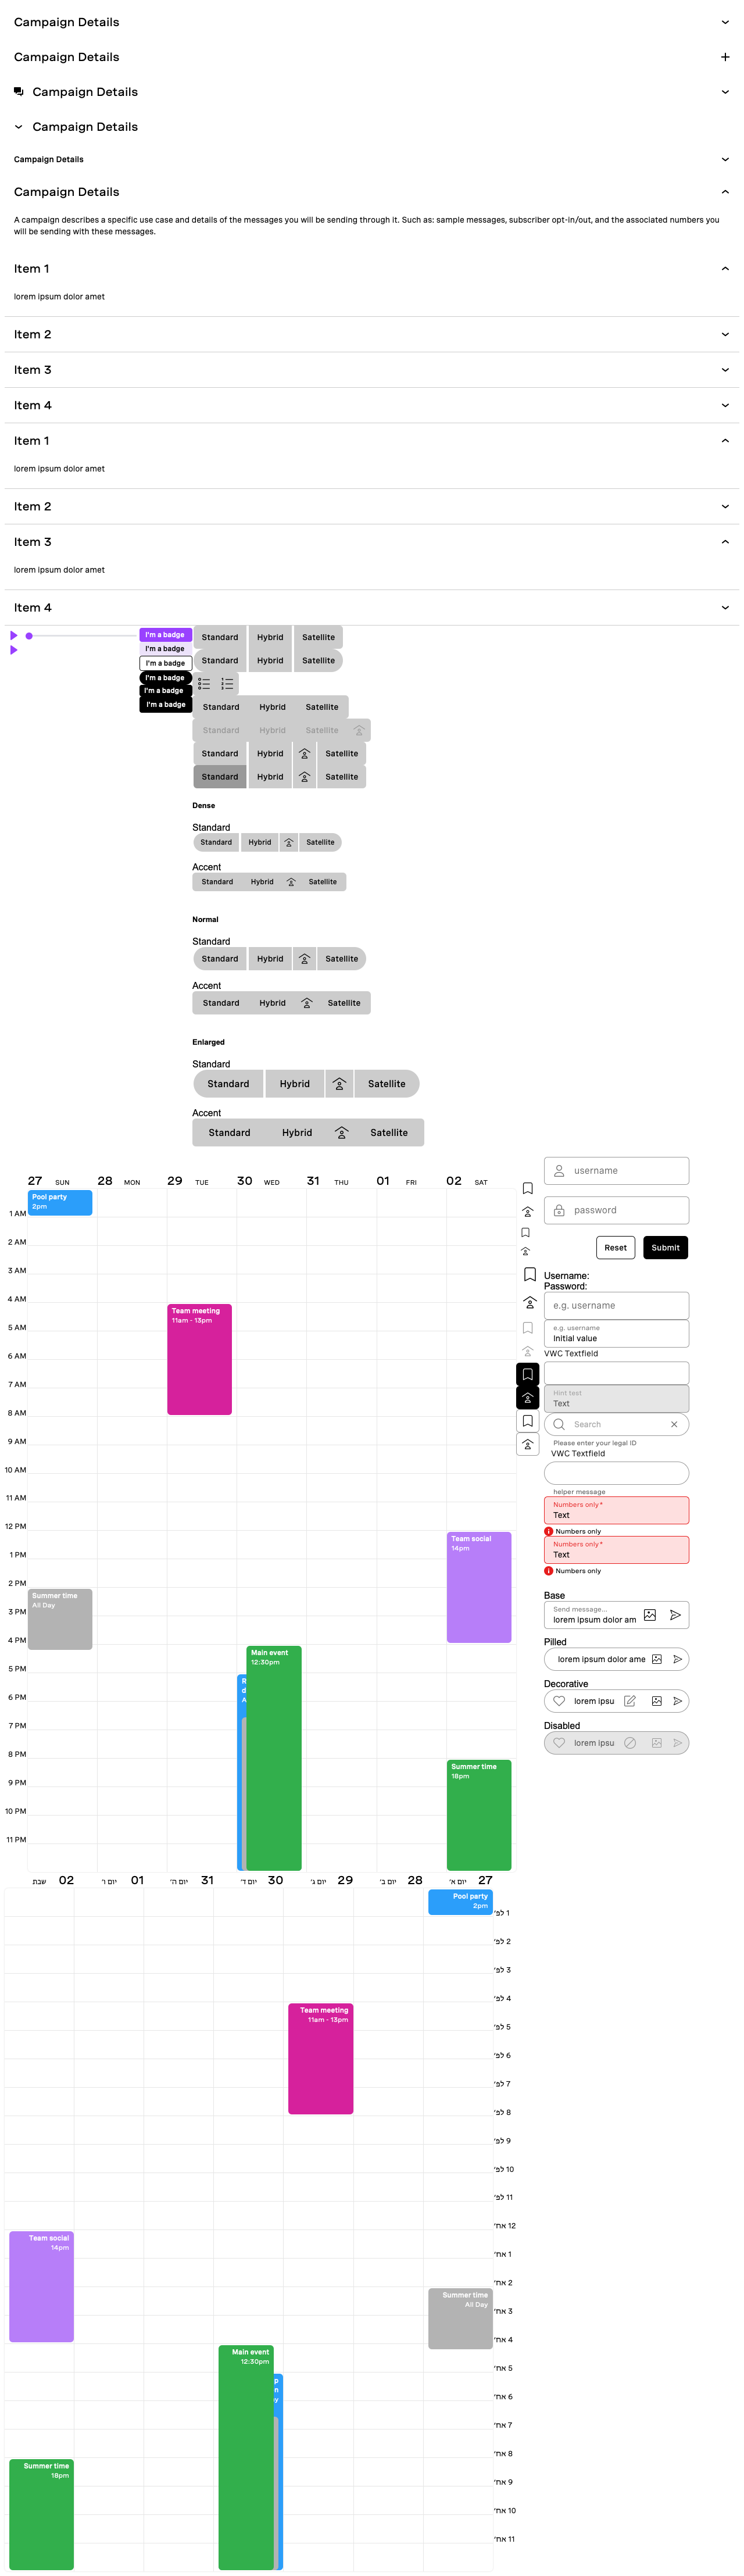 Campaign Details
Campaign Details
Campaign Details
Campaign Details
Campaign Details
Campaign Details
A campaign describes a specific use case and details of the messages you will be sending through it. Such as: sample messages, subscriber opt-in/out, and the associated numbers you
will be sending with these messages.
Item 1
lorem ipsum dolor amet
Item 2
Item 3
Item 4
Item 1
lorem ipsum dolor amet
Item 2
Item 3
lorem ipsum dolor amet
Item 4
I'm a badge
I'm a badge
I'm a badge
I'm a badge
I'm a badge
I'm a badge
Standard Hybrid Satellite
Standard Hybrid Satellite
Standard Hybrid Satellite
Standard Hybrid Satellite
Standard Hybrid Satellite
Standard Hybrid Satellite
Dense
Standard
Standard Hybrid Satellite
Accent
Standard Hybrid Satellite
Normal
Standard
Standard Hybrid Satellite
Accent
Standard Hybrid Satellite
Enlarged
Standard
Standard Hybrid Satellite
Accent
Standard Hybrid Satellite
27 SUN 28 MON 29 TUE 30 WED 31 THU 01 FRI 02 SAT
Pool party
2pm
1 AM
2 AM
3 AM
4 AM
Team meeting
11am - 13pm
5 AM
6 AM
7 AM
8 AM
9 AM
10 AM
11 AM
12 PM
Team social
14pm
1 PM
2 PM
Summer time
All Day
3 PM
4 PM
Main event
12:30pm
5 PM
R
d
A
6 PM
7 PM
8 PM
Summer time
18pm
9 PM
10 PM
11 PM
username
password
Reset Submit
Username:
Password:
e.g. username
e.g. username
Initial value
VWC Textfield
Hint test
Text
Search
Please enter your legal ID
VWC Textfield
helper message
Numbers only*
Text
Numbers only
Numbers only*
Text
Numbers only
Base
Send message...
lorem ipsum dolor am
Pilled
lorem ipsum dolor ame
Decorative
lorem ipsu
Disabled
lorem ipsu
שבת 02 יום ו׳ 01 יום ה׳ 31 יום ד׳ 30 יום ג׳ 29 יום ב׳ 28 יום א׳ 27
Pool party
2pm
1 לפ׳
2 לפ׳
3 לפ׳
4 לפ׳
Team meeting
11am - 13pm
5 לפ׳
6 לפ׳
7 לפ׳
8 לפ׳
9 לפ׳
10 לפ׳
11 לפ׳
12 אח׳
Team social
14pm
1 אח׳
2 אח׳
Summer time
All Day
3 אח׳
4 אח׳
Main event
12:30pm
5 אח׳
p
n
y
6 אח׳
7 אח׳
8 אח׳
Summer time
18pm
9 אח׳
10 אח׳
11 אח׳